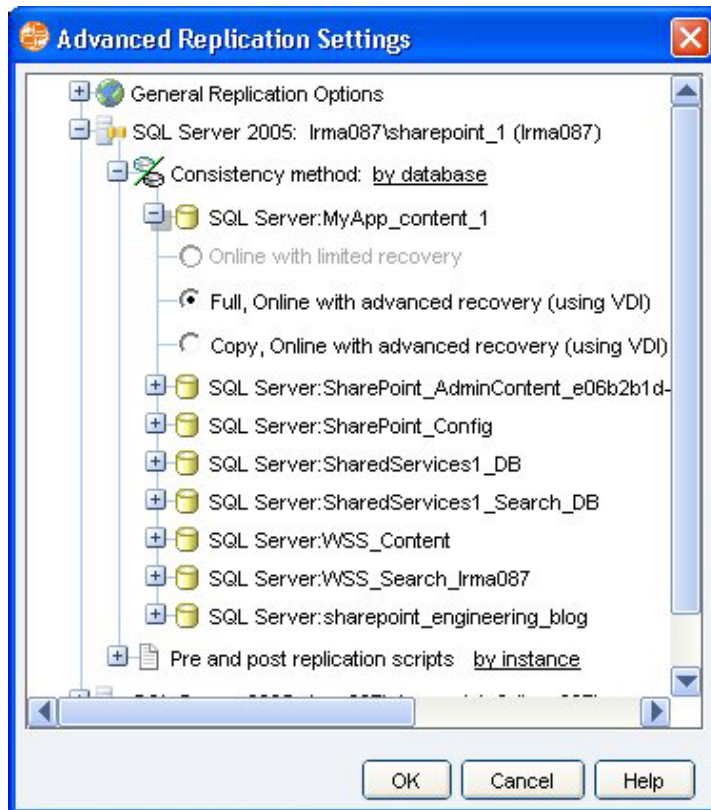 Advanced Replication Settings
General Replication Options
SQL Server 2005: lrma087\sharepoint_1 (lrma087)
Consistency method: by database
SQL Server:MyApp_content_1
Online with limited recovery
Full, Online with advanced recovery (using VDI)
Copy, Online with advanced recovery (using VDI)
SQL Server:SharePoint_AdminContent_e06b2b1d-
SQL Server:SharePoint_Config
SQL Server:SharedServices1_DB
SQL Server:SharedServices1_Search_DB
SQL Server:WSS_Content
SQL Server:WSS_Search_lrma087
SQL Server:sharepoint_engineering_blog
Pre and post replication scripts by instance
OK Cancel Help